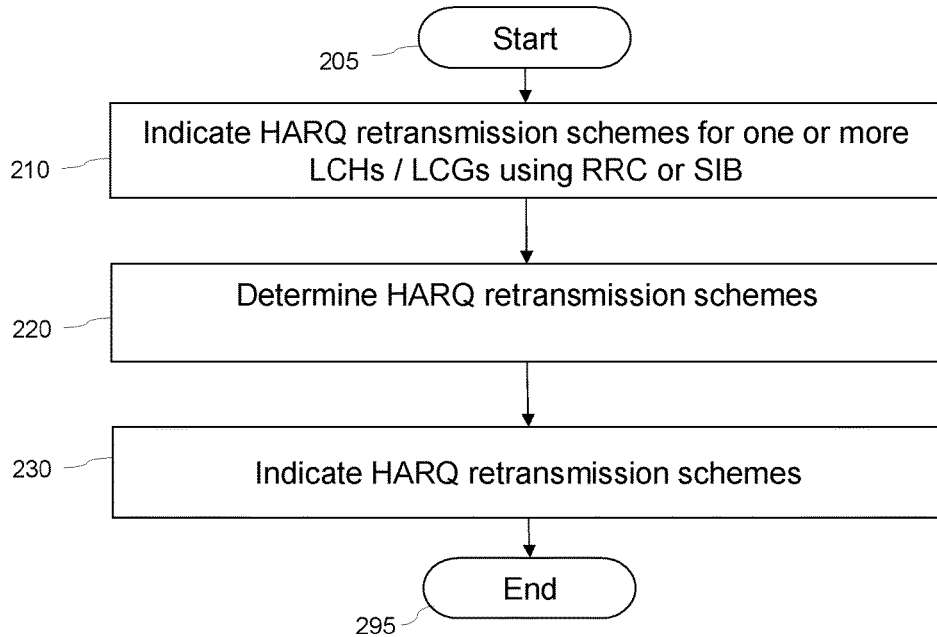 Start
205
Indicate HARQ retransmission schemes for one or more
LCHs / LCGs using RRC or SIB
210
Determine HARQ retransmission schemes
220
230
Indicate HARQ retransmission schemes
End
295